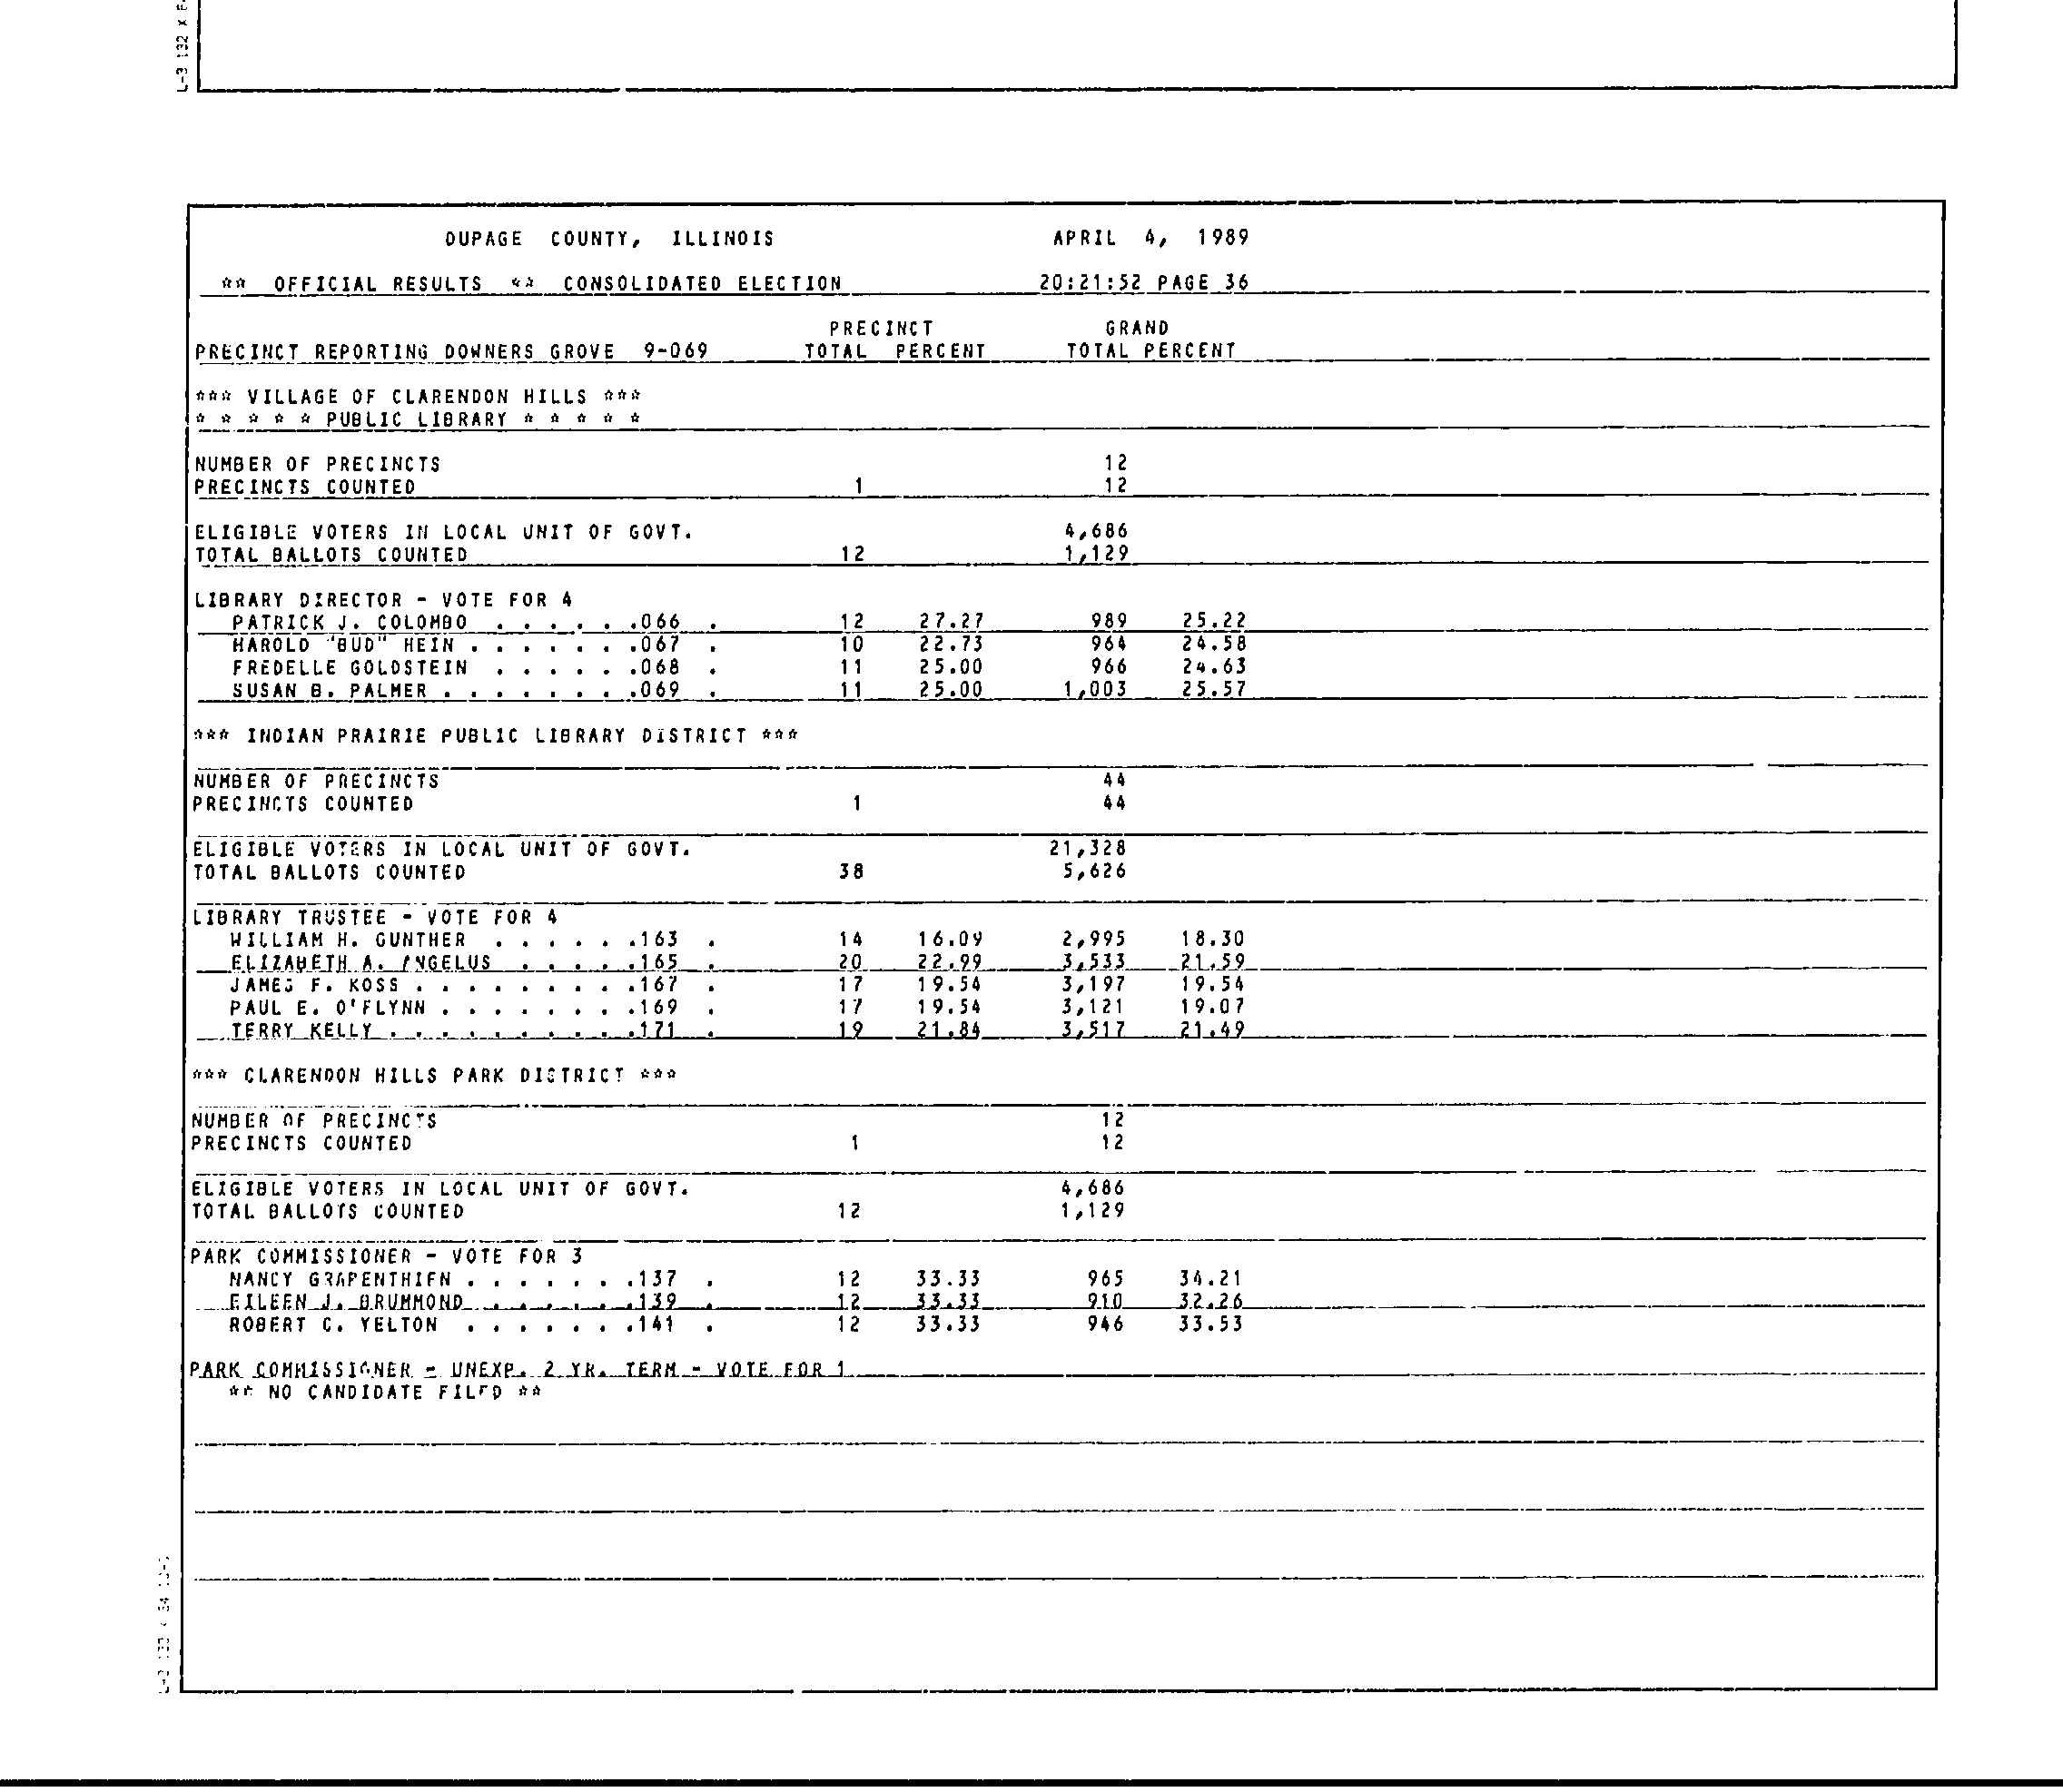 L-3 132 X
DUPAGE COUNTY, ILLINOIS APRIL 4, 1989
** OFFICIAL RESULTS ** CONSOLIDATED ELECTION 20:21:52 PAGE 36
PRECINCT GRAND
PRECINCT REPORTING DOWNERS GROVE 9-069 TOTAL PERCENT TOTAL PERCENT
*** VILLAGE OF CLARENDON HILLS ***
* * * * * PUBLIC LIBRARY * * * * *
NUMBER OF PRECINCTS 12
PRECINCTS COUNTED 1 12
ELIGIBLE VOTERS IN LOCAL UNIT OF GOVT. 4,686
TOTAL BALLOTS COUNTED 12 1,129
LIBRARY DIRECTOR - VOTE FOR 4
PATRICK J. COLOMBO . . . . . .066 . 12 27.27 989 25.22
HAROLD "BUD" HEIN . . . . . . .067 . 10 22.73 964 24.58
FREDELLE GOLDSTEIN . . . . . .068 . 11 25.00 966 24.63
SUSAN B. PALMER . . . . . . . .069 . 11 25.00 1,003 25.57
*** INDIAN PRAIRIE PUBLIC LIBRARY DISTRICT ***
NUMBER OF PRECINCTS 44
PRECINCTS COUNTED 1 44
ELIGIBLE VOTERS IN LOCAL UNIT OF GOVT. 21,328
TOTAL BALLOTS COUNTED 38 5,626
LIBRARY TRUSTEE - VOTE FOR 4
WILLIAM H. GUNTHER . . . . . .163 . 14 16.09 2,995 18.30
ELIZABETH A. ANGELUS . . . . .165 . 20 22.99 3,533 21.59
JAMES F. KOSS . . . . . . . . .167 . 17 19.54 3,197 19.54
PAUL E. O'FLYNN . . . . . . . .169 . 17 19.54 3,121 19.07
TERRY KELLY . . . . . . . . . .171 . 19 21.84 3,517 21.49
*** CLARENDON HILLS PARK DISTRICT ***
NUMBER OF PRECINCTS 12
PRECINCTS COUNTED 1 12
ELIGIBLE VOTERS IN LOCAL UNIT OF GOVT. 4,686
TOTAL BALLOTS COUNTED 12 1,129
PARK COMMISSIONER - VOTE FOR 3
NANCY GRAPENTHIEN . . . . . . .137 . 12 33.33 965 34.21
EILEEN J. BRUMMOND . . . . . .139 . 12 33.33 910 32.26
ROBERT C. YELTON . . . . . . .141 . 12 33.33 946 33.53
PARK COMMISSIONER - UNEXP. 2 YR. TERM - VOTE FOR 1
** NO CANDIDATE FILED **